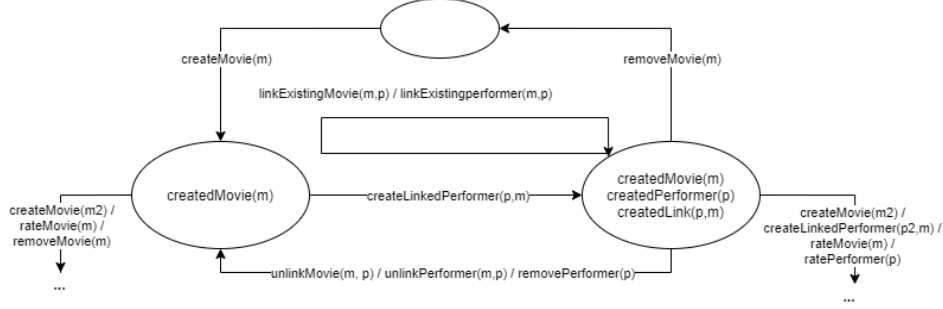 createMovie(m)
removeMovie(m)
linkExistingMovie(m,p) / linkExistingperformer(m,p)
createdMovie(m)
createLinkedPerformer(p,m)
createdMovie(m)
createdPerformer(p)
createdLink(p,m)
createMovie(m2) /
rateMovie(m) /
removeMovie(m)
...
createMovie(m2) /
createLinkedPerformer(p2,m) /
rateMovie(m) /
ratePerformer(p)
...
unlinkMovie(m, p) / unlinkPerformer(m,p) / removePerformer(p)